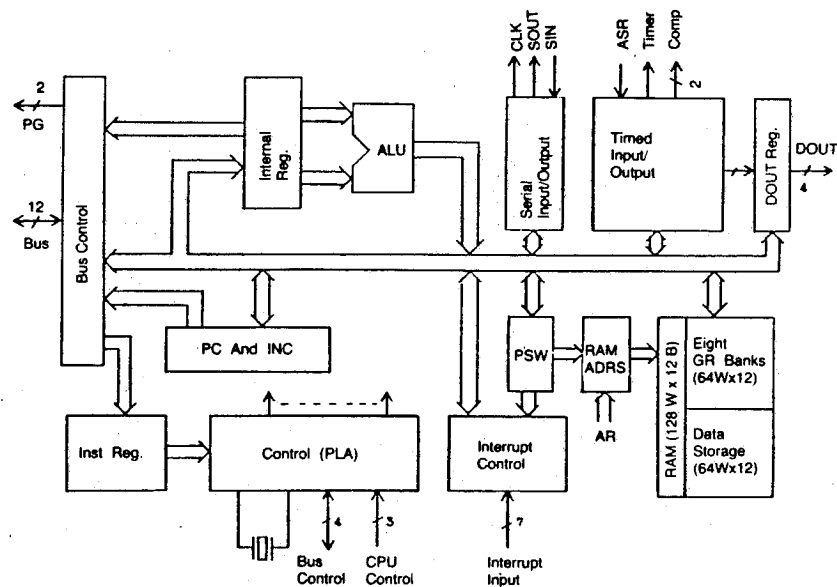 CLK
SOUT
SIN
ASR
Timer
Comp
2
2
PG
12
Bus
Bus Control
Internal
Reg.
ALU
Serial
Input/Output
Timed
Input/
Output
DOUT Reg.
DOUT
4
PC And INC
PSW
RAM
ADRS
AR
RAM (128 W x 12 B)
Eight
GR Banks
(64Wx12)
Data
Storage
(64Wx12)
Inst Reg.
Control (PLA)
Interrupt
Control
4
3
7
Bus
Control
CPU
Control
Interrupt
Input